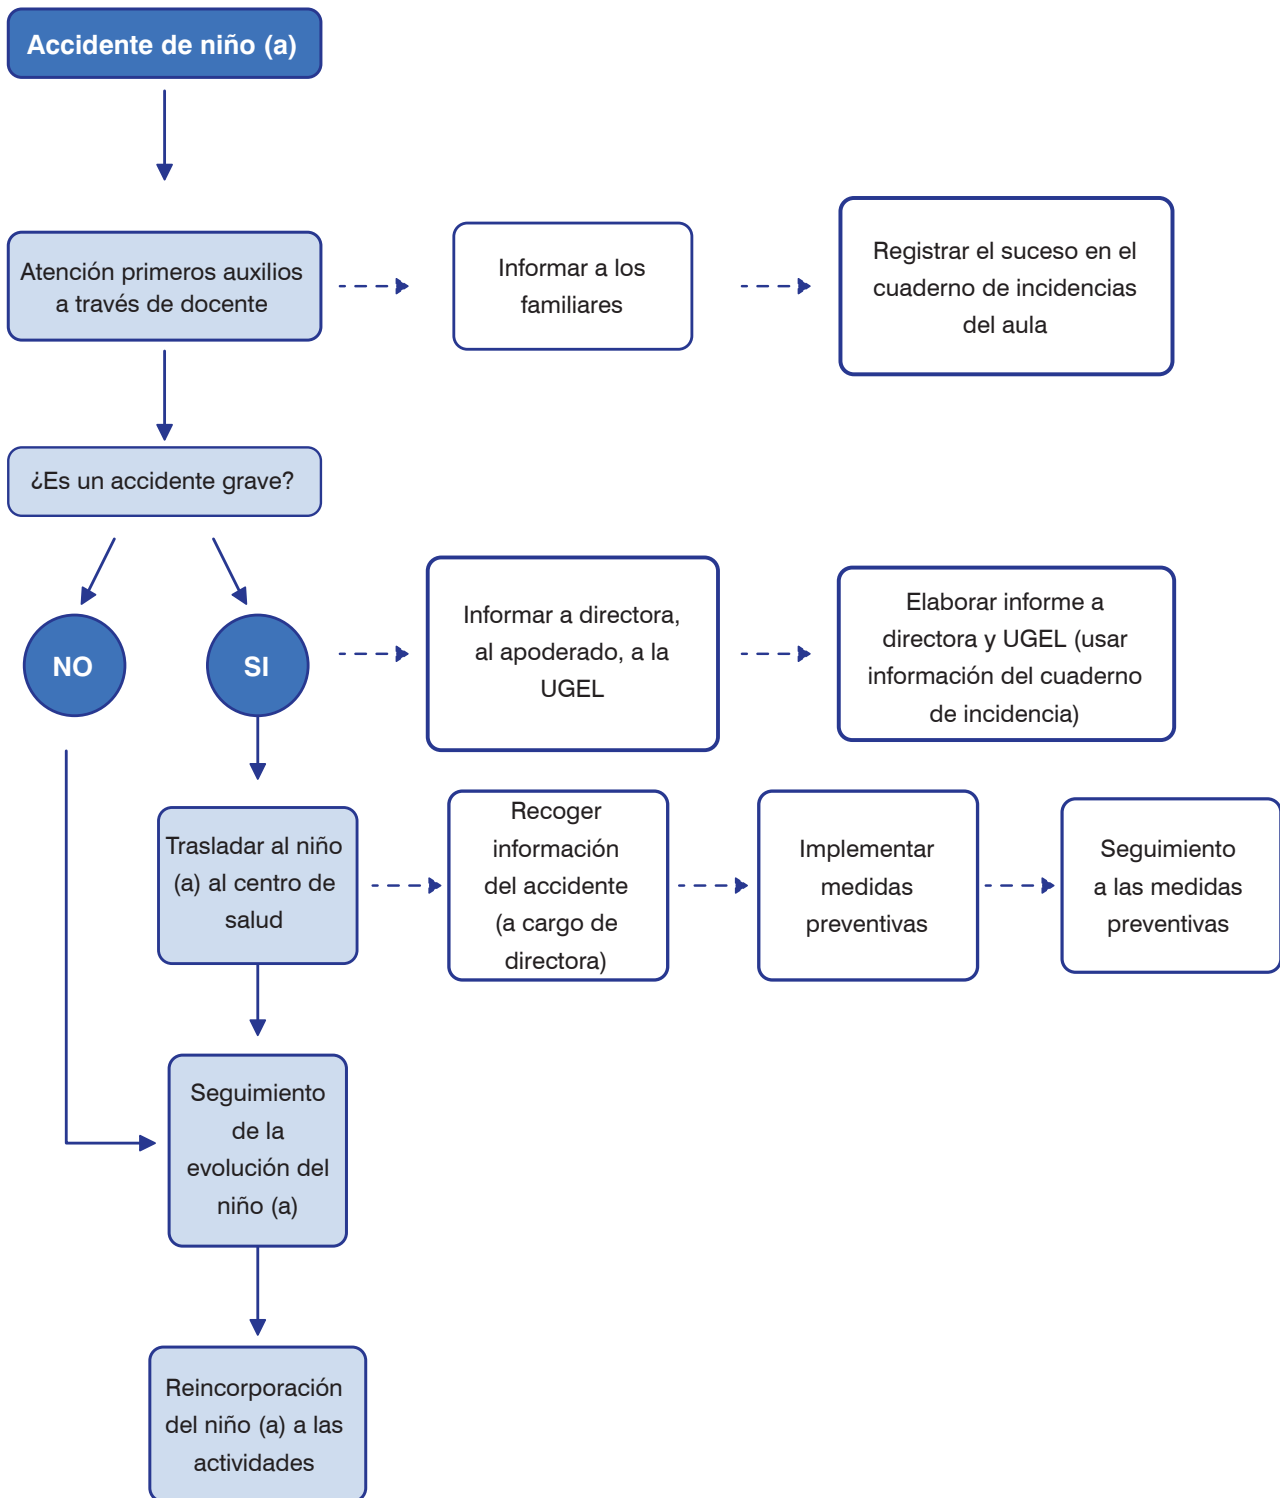 Accidente de niño (a)
Atención primeros auxilios
a través de docente
Informar a los
familiares
Registrar el suceso en el
cuaderno de incidencias
del aula
¿Es un accidente grave?
NO
SI
Informar a directora,
al apoderado, a la
UGEL
Elaborar informe a
directora y UGEL (usar
información del cuaderno
de incidencia)
Trasladar al niño
(a) al centro de
salud
Recoger
información
del accidente
(a cargo de
directora)
Implementar
medidas
preventivas
Seguimiento
a las medidas
preventivas
Seguimiento
de la
evolución del
niño (a)
Reincorporación
del niño (a) a las
actividades